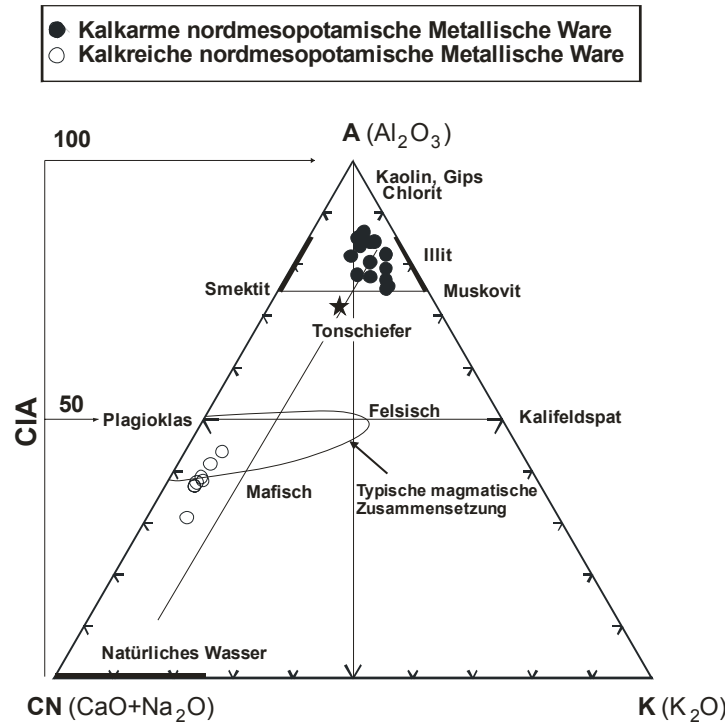 Kalkarme nordmesopotamische Metallische Ware
Kalkreiche nordmesopotamische Metallische Ware
A (Al₂O₃)
100
Kaolin, Gips
Chlorit
Illit
Smektit
Muskovit
Tonschiefer
CIA
50
Plagioklas
Felsisch
Kalifeldspat
Mafisch
Typische magmatische
Zusammensetzung
Natürliches Wasser
CN (CaO+Na₂O)
K (K₂O)